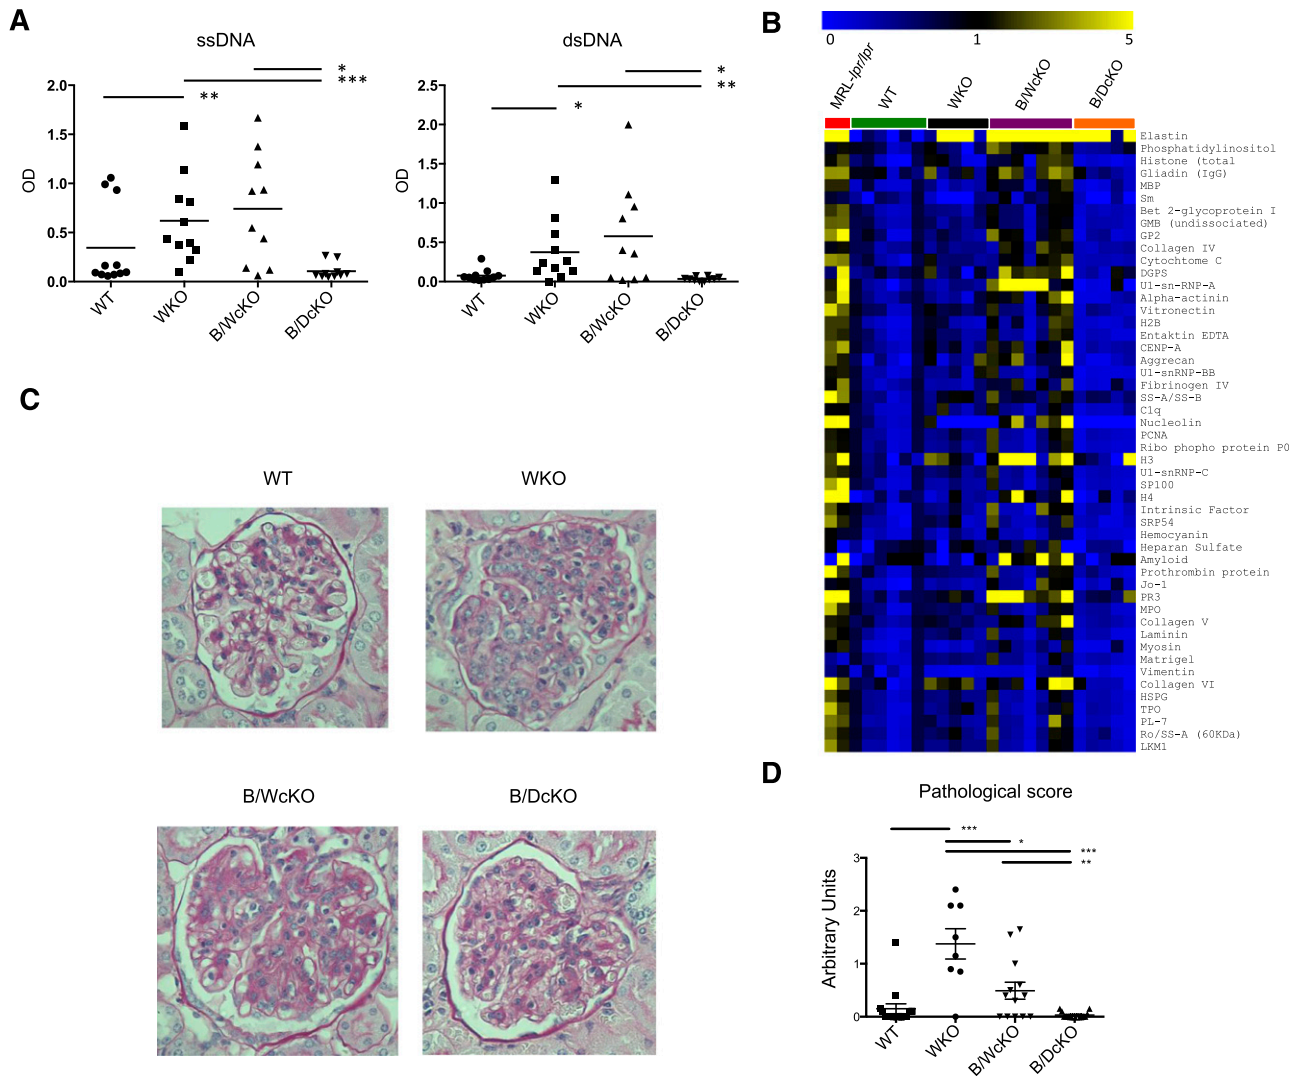 A
ssDNA
**
*
***
2.0
1.5
1.0
0.5
0.0
OD
WT
WKO
B/WcKO
B/DcKO
dsDNA
*
*
**
2.5
2.0
1.5
1.0
0.5
0.0
OD
WT
WKO
B/WcKO
B/DcKO
B
0 1 5
MRL-lpr/lpr
WT
WKO
B/WcKO
B/DcKO
Elastin
Phosphatidylinositol
Histone (total
Gliadin (IgG)
MBP
Sm
Bet 2-glycoprotein I
GMB (undissociated)
GP2
Collagen IV
Cytochtome C
DGPS
U1-sn-RNP-A
Alpha-actinin
Vitronectin
H2B
Entaktin EDTA
CENP-A
Aggrecan
U1-snRNP-BB
Fibrinogen IV
SS-A/SS-B
C1q
Nucleolin
PCNA
Ribo phopho protein P0
H3
U1-snRNP-C
SP100
H4
Intrinsic Factor
SRP54
Hemocyanin
Heparan Sulfate
Amyloid
Prothrombin protein
Jo-1
PR3
MPO
Collagen V
Laminin
Myosin
Matrigel
Vimentin
Collagen VI
HSPG
TPO
PL-7
Ro/SS-A (60KDa)
LKM1
C
WT
WKO
B/WcKO
B/DcKO
D
Pathological score
***
*
***
**
3
2
1
0
Arbitrary Units
WT
WKO
B/WcKO
B/DcKO